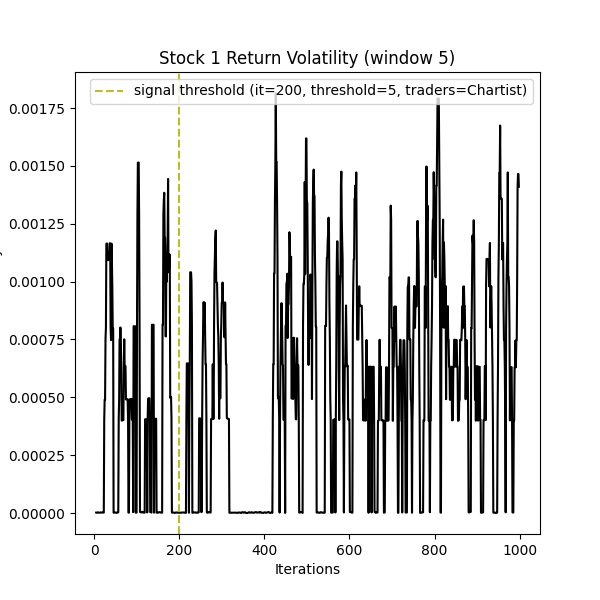 Stock 1 Return Volatility (window 5)
signal threshold (it=200, threshold=5, traders=Chartist)
0.00175
0.00150
0.00125
0.00100
0.00075
0.00050
0.00025
0.00000
0 200 400 600 800 1000
Iterations